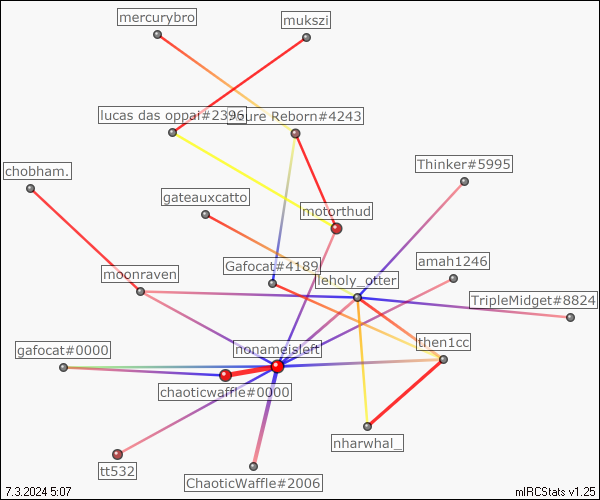 mercurybro
mukszi
lucas das oppai#2396
Reborn#4243
Thinker#5995
chobham.
gateauxcatto
motorthud
amah1246
Gafocat#4189
moonraven
leholy_otter
TripleMidget#8824
then1cc
nonameisleft
gafocat#0000
chaoticwaffle#0000
nharwhal_
tt532
ChaoticWaffle#2006
7.3.2024 5:07
mIRCStats v1.25